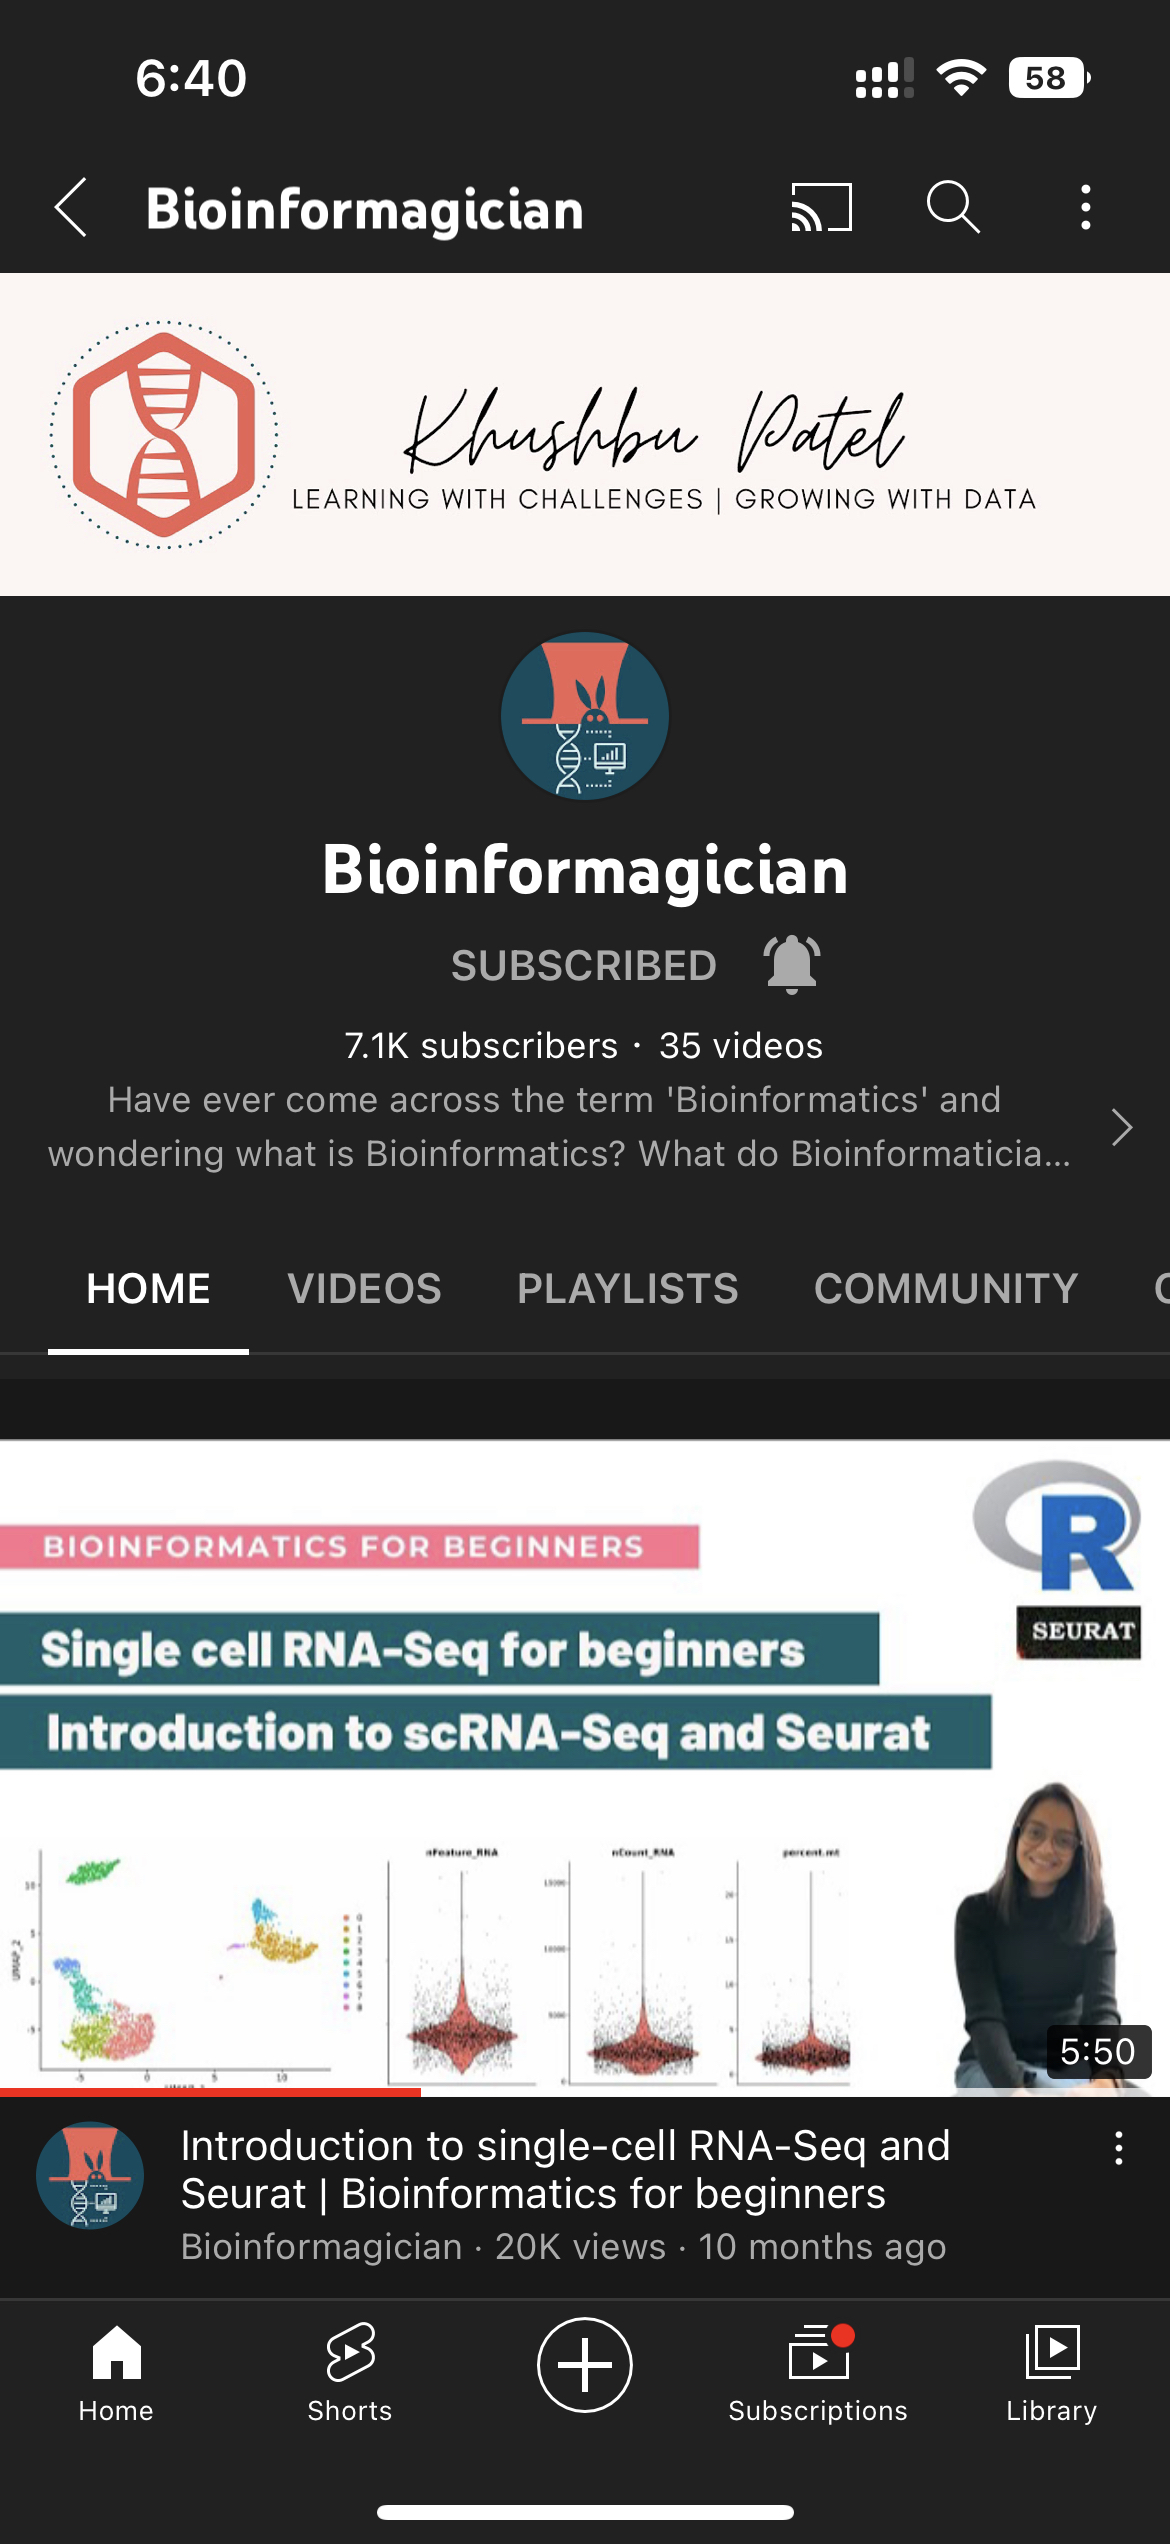 6:40
58
Bioinformagician
Khushbu Patel
LEARNING WITH CHALLENGES | GROWING WITH DATA
Bioinformagician
SUBSCRIBED
7.1K subscribers · 35 videos
Have ever come across the term 'Bioinformatics' and
wondering what is Bioinformatics? What do Bioinformaticia...
HOME VIDEOS PLAYLISTS COMMUNITY
R
BIOINFORMATICS FOR BEGINNERS
SEURAT
Single cell RNA-Seq for beginners
Introduction to scRNA-Seq and Seurat
nFeature_RNA nCount_RNA percent.mt
UMAP_2
5:50
Introduction to single-cell RNA-Seq and
Seurat | Bioinformatics for beginners
Bioinformagician · 20K views · 10 months ago
Home Shorts Subscriptions Library